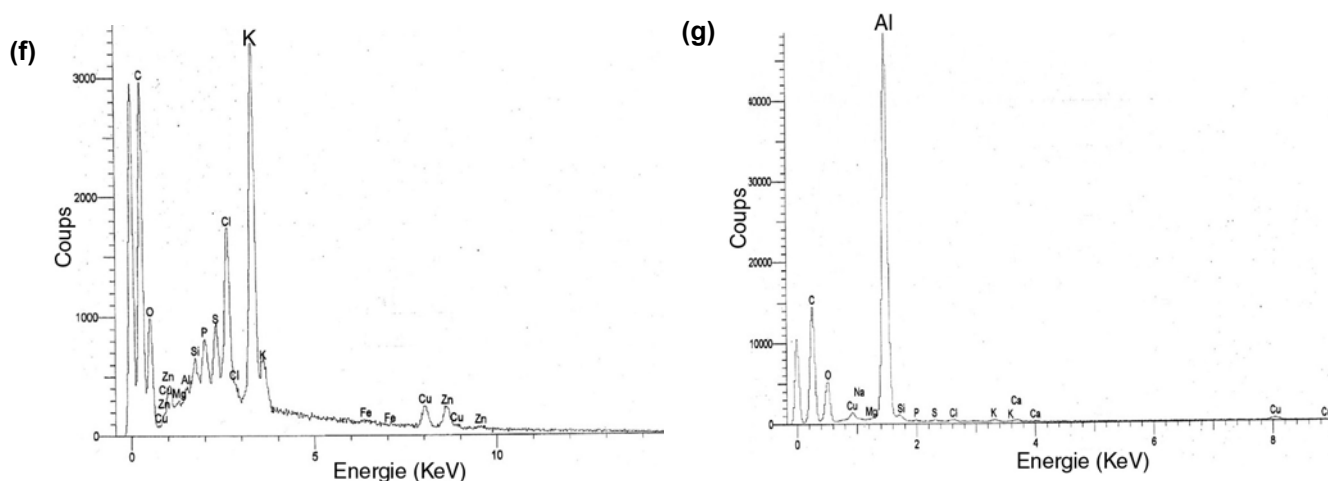 (f)
K
C
3000
2000
Cl
Coups
O
1000
S
P
Si
K
Zn
Al
Cl
Cu
Mg
Zn
Cu
Cu
Zn
Fe
Fe
Cu
Zn
0
0
5
10
Energie (KeV)
(g)
Al
40000
30000
Coups
20000
C
10000
O
Na
Ca
Cu
Mg
Si
P
S
Cl
K
K
Ca
Cu
0
0
2
4
6
8
Energie (KeV)